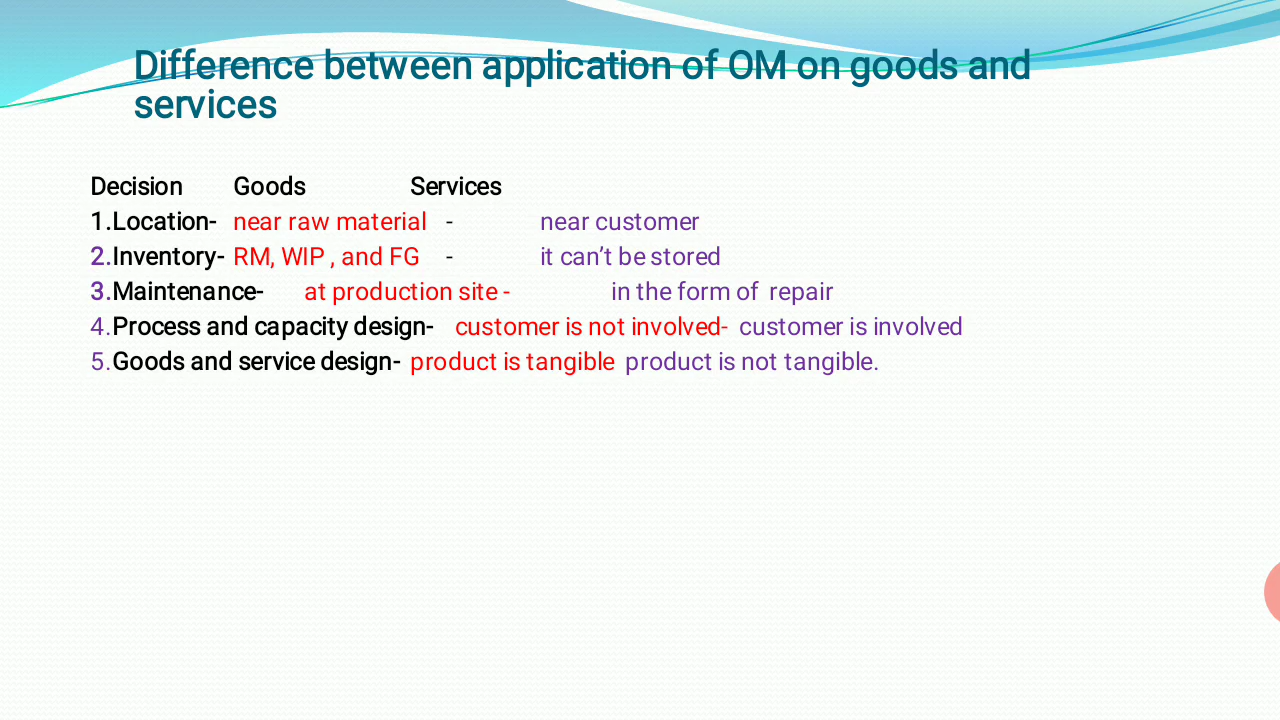 Difference between application of OM on goods and
services
Decision Goods Services
1.Location- near raw material - near customer
2.Inventory- RM, WIP , and FG - it can’t be stored
3.Maintenance- at production site - in the form of repair
4.Process and capacity design- customer is not involved- customer is involved
5.Goods and service design- product is tangible product is not tangible.